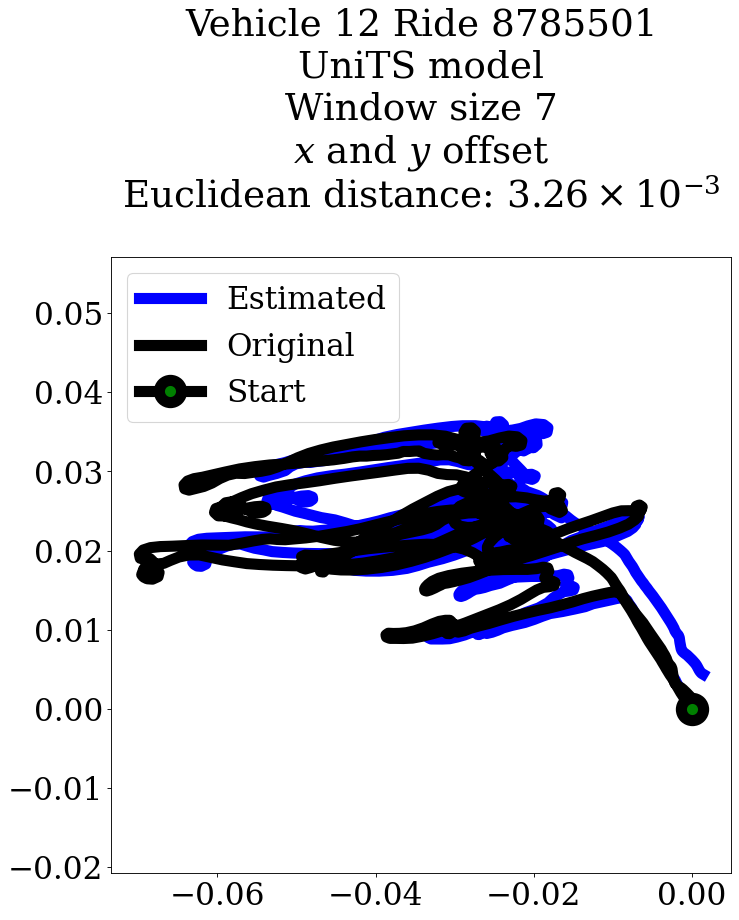 Vehicle 12 Ride 8785501
UniTS model
Window size 7
x and y offset
Euclidean distance: 3.26 × 10⁻³
Estimated
Original
Start
0.05
0.04
0.03
0.02
0.01
0.00
−0.01
−0.02
−0.06 −0.04 −0.02 0.00